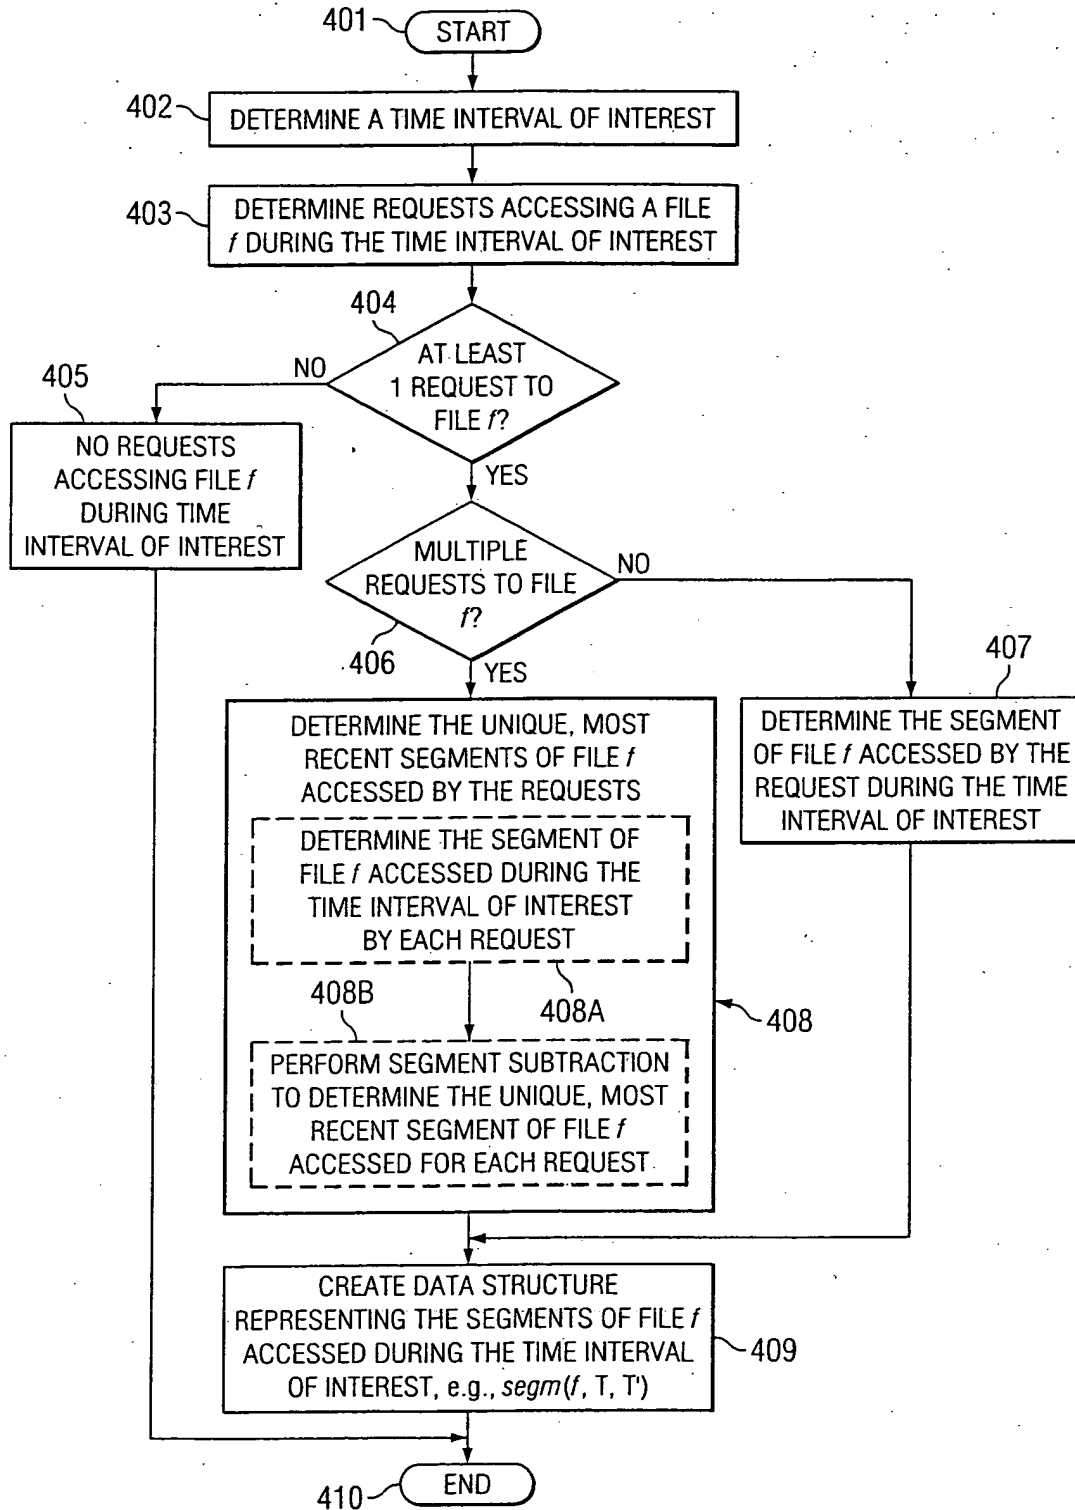 401
START
402
DETERMINE A TIME INTERVAL OF INTEREST
403
DETERMINE REQUESTS ACCESSING A FILE
f DURING THE TIME INTERVAL OF INTEREST
404
AT LEAST
1 REQUEST TO
FILE f?
NO
405
NO REQUESTS
ACCESSING FILE f
DURING TIME
INTERVAL OF INTEREST
YES
MULTIPLE
REQUESTS TO FILE
f?
NO
406
YES
407
DETERMINE THE SEGMENT
OF FILE f ACCESSED BY THE
REQUEST DURING THE TIME
INTERVAL OF INTEREST
DETERMINE THE UNIQUE, MOST
RECENT SEGMENTS OF FILE f
ACCESSED BY THE REQUESTS
DETERMINE THE SEGMENT OF
FILE f ACCESSED DURING THE
TIME INTERVAL OF INTEREST
BY EACH REQUEST
408B
408A
408
PERFORM SEGMENT SUBTRACTION
TO DETERMINE THE UNIQUE, MOST
RECENT SEGMENT OF FILE f
ACCESSED FOR EACH REQUEST
CREATE DATA STRUCTURE
REPRESENTING THE SEGMENTS OF FILE f
ACCESSED DURING THE TIME INTERVAL
OF INTEREST, e.g., segm(f, T, T')
409
410
END